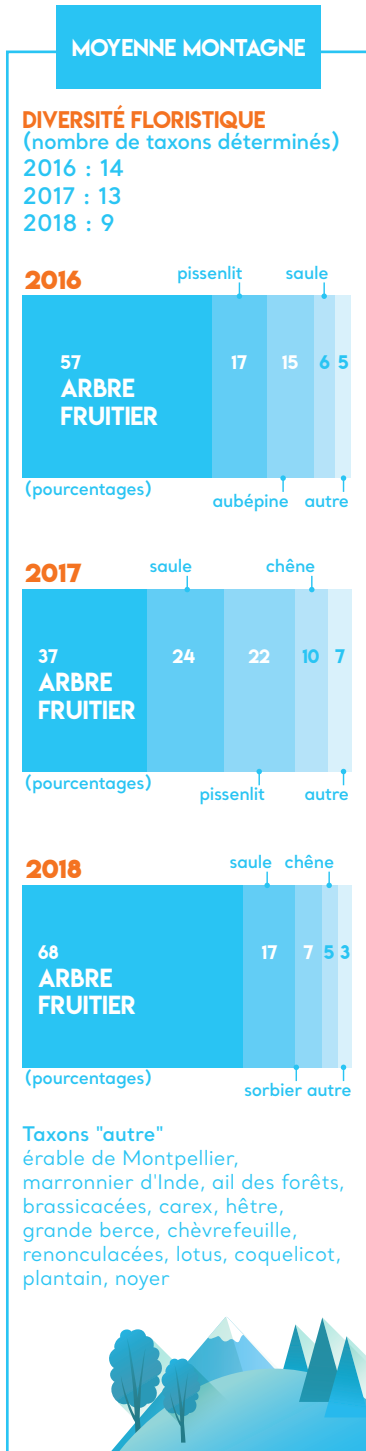 MOYENNE MONTAGNE
DIVERSITÉ FLORISTIQUE
(nombre de taxons déterminés)
2016 : 14
2017 : 13
2018 : 9
2016
pissenlit saule
57 17 15 6 5
ARBRE
FRUITIER
(pourcentages)
aubépine autre
2017
saule chêne
37 24 22 10 7
ARBRE
FRUITIER
(pourcentages)
pissenlit autre
2018
saule chêne
68 17 7 5 3
ARBRE
FRUITIER
(pourcentages)
sorbier autre
Taxons "autre"
érable de Montpellier,
marronnier d'Inde, ail des forêts,
brassicacées, carex, hêtre,
grande berce, chèvrefeuille,
renonculacées, lotus, coquelicot,
plantain, noyer